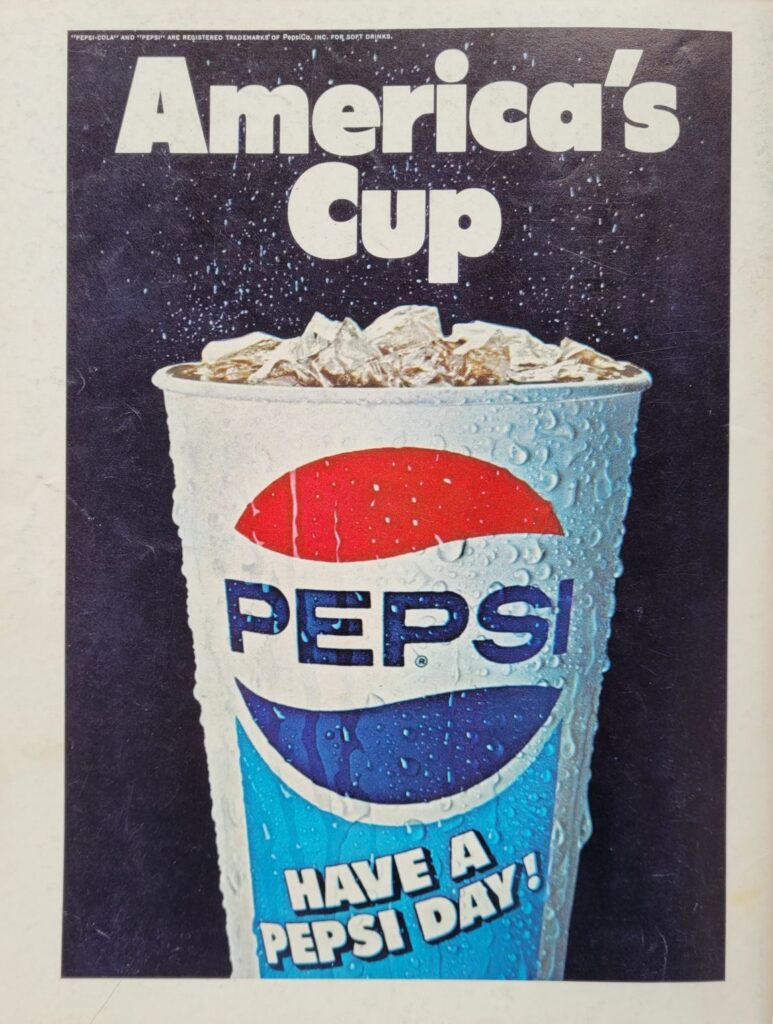 "PEPSI-COLA" AND "PEPSI" ARE REGISTERED TRADEMARKS OF PepsiCo, INC. FOR SOFT DRINKS.
America's
Cup
PEPSI®
HAVE A
PEPSI DAY!